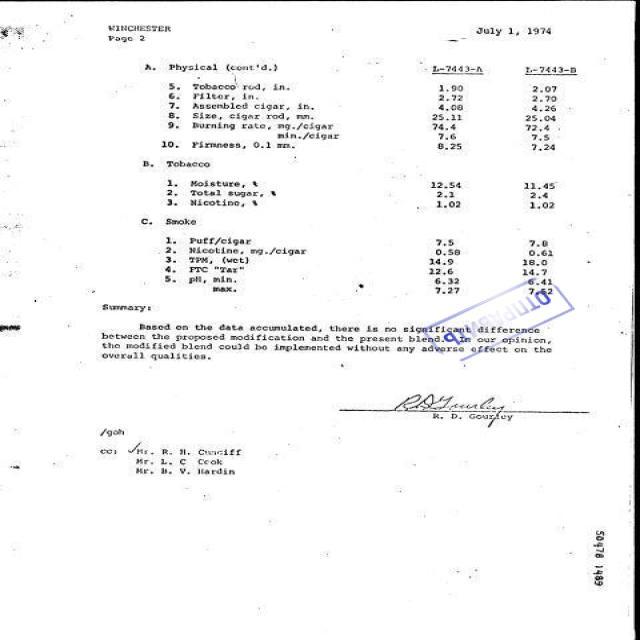 WINCHESTER
Page 2
July 1, 1974
A. Physical (cont'd.) L-7443-A L-7443-B
5. Tobacco rod, in. 1.90 2.07
6. Filter, in. 2.72 2.70
7. Assembled cigar, in. 4.08 4.26
8. Size, cigar rod, mm. 25.11 25.04
9. Burning rate, mg./cigar 74.4 72.4
min./cigar 7.6 7.5
10. Firmness, 0.1 mm. 8.25 7.24
B. Tobacco
1. Moisture, % 12.54 11.45
2. Total sugar, % 2.1 2.4
3. Nicotine, % 1.02 1.02
C. Smoke
1. Puff/cigar 7.5 7.8
2. Nicotine, mg./cigar 0.58 0.61
3. TPM, (wet) 14.9 18.0
4. FTC "Tar" 12.6 14.7
5. pH, min. 6.32 6.41
max. 7.27 7.52
ОТПРАВИТЬ
Summary:
Based on the data accumulated, there is no significant difference
between the proposed modification and the present blend. In our opinion,
the modified blend could be implemented without any adverse effect on the
overall qualities.
R D Gourley
R. D. Gourley
/goh
cc: Mr. R. H. Cundiff
Mr. L. C Cook
Mr. B. V. Hardin
50478 1489